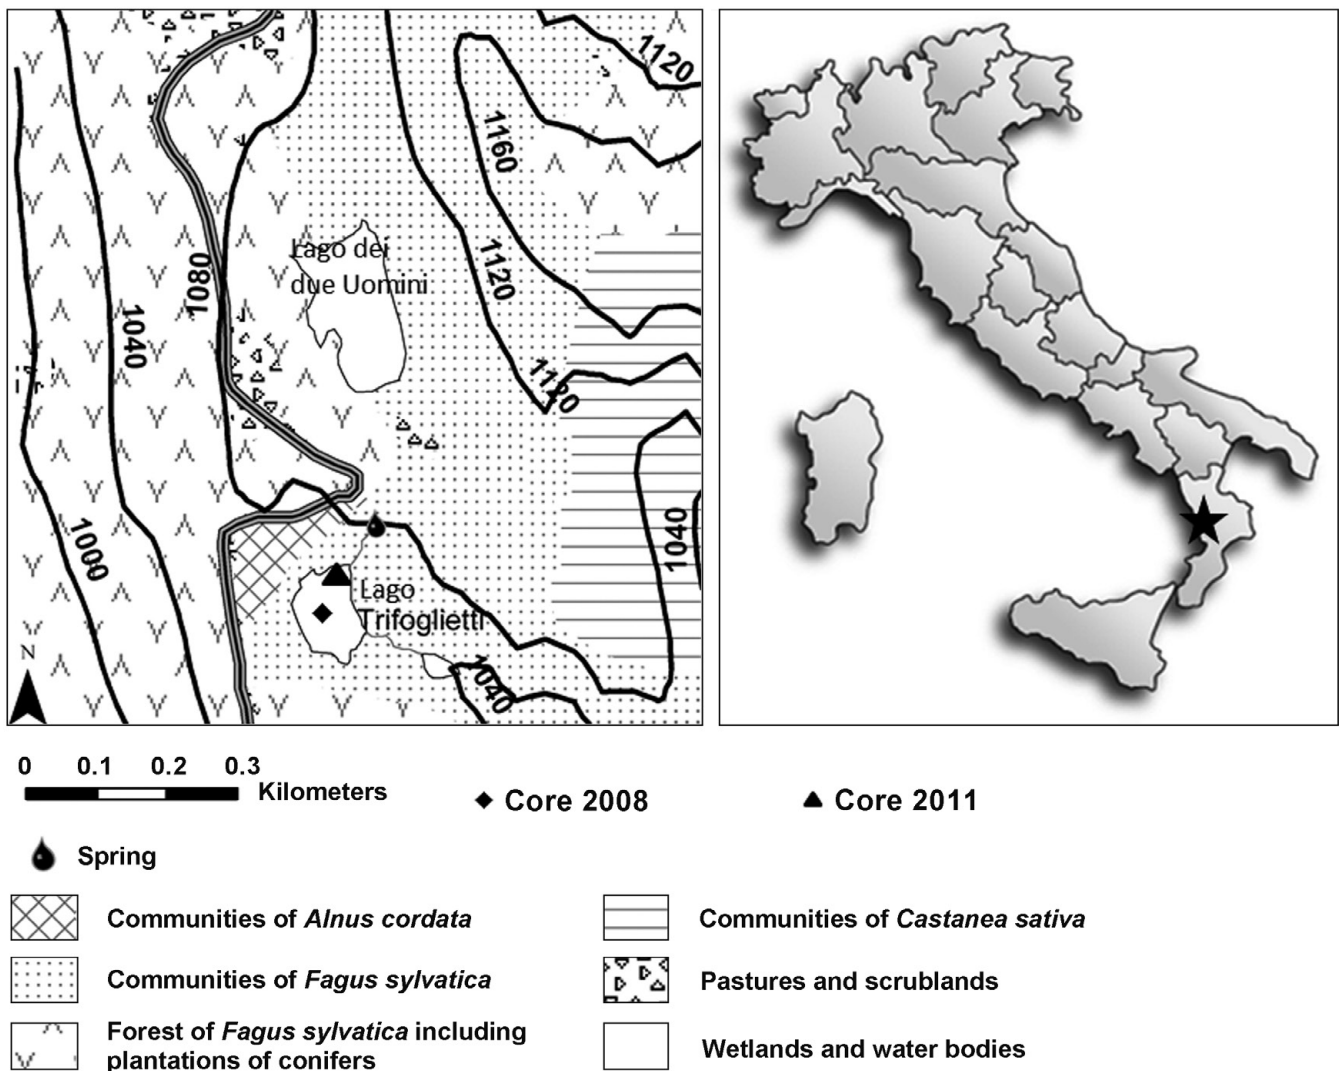 1120
1160
Lago dei
due Uomini
1080
1120
1040
1120
1000
1040
Lago
Trifoglietti
N
1040
0 0.1 0.2 0.3
Kilometers
Core 2008
Core 2011
Spring
Communities of Alnus cordata
Communities of Castanea sativa
Communities of Fagus sylvatica
Pastures and scrublands
Forest of Fagus sylvatica including
plantations of conifers
Wetlands and water bodies